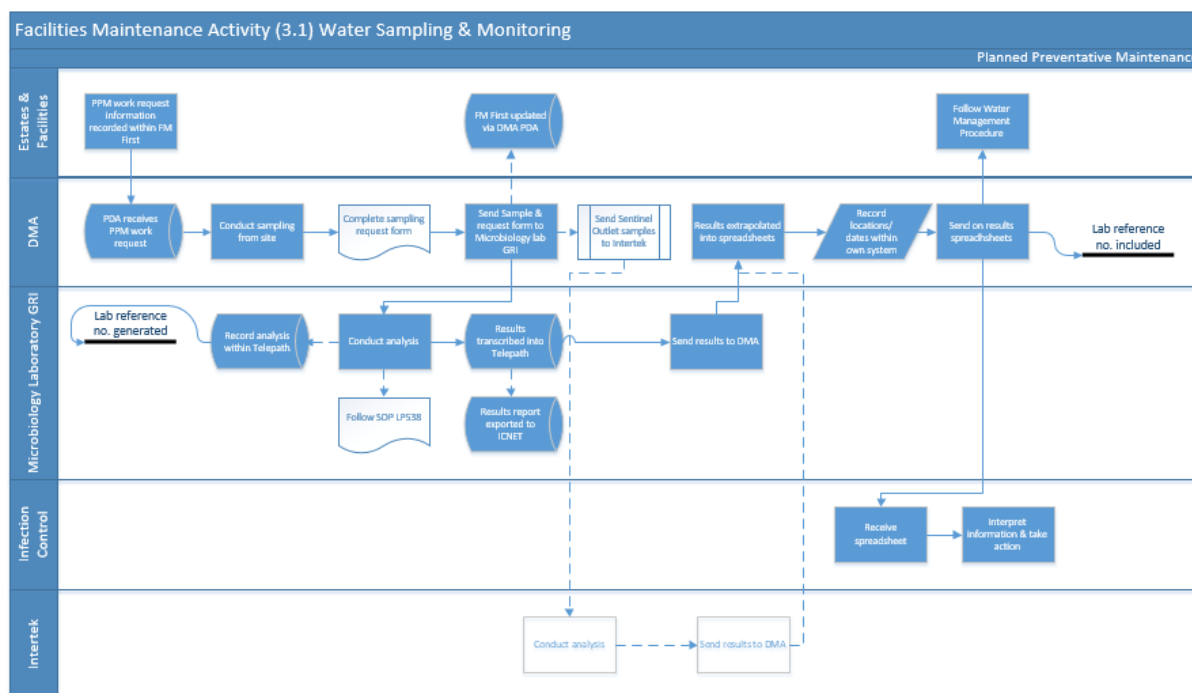 Facilities Maintenance Activity (3.1) Water Sampling & Monitoring
Planned Preventative Maintenance
Estates &
Facilities
PPM work request
information
recorded within FM
First
FM First updated
via DMA PDA
Follow Water
Management
Procedure
DMA
PDA receives
PPM work
request
Conduct sampling
from site
Complete sampling
request form
Send Sample &
request form to
Microbiology lab
GRI
Send Sentinel
Outlet samples
to Intertek
Results extrapolated
into spreadsheets
Record
locations/
dates within
own system
Send on results
spreadhsheets
Lab reference
no. included
Microbiology Laboratory GRI
Lab reference
no. generated
Record analysis
within Telepath
Conduct analysis
Results
transcribed into
Telepath
Send results to DMA
Follow SOP LP538
Results report
exported to
ICNET
Infection
Control
Receive
spreadsheet
Interpret
information & take
action
Intertek
Conduct analysis
Send results to DMA